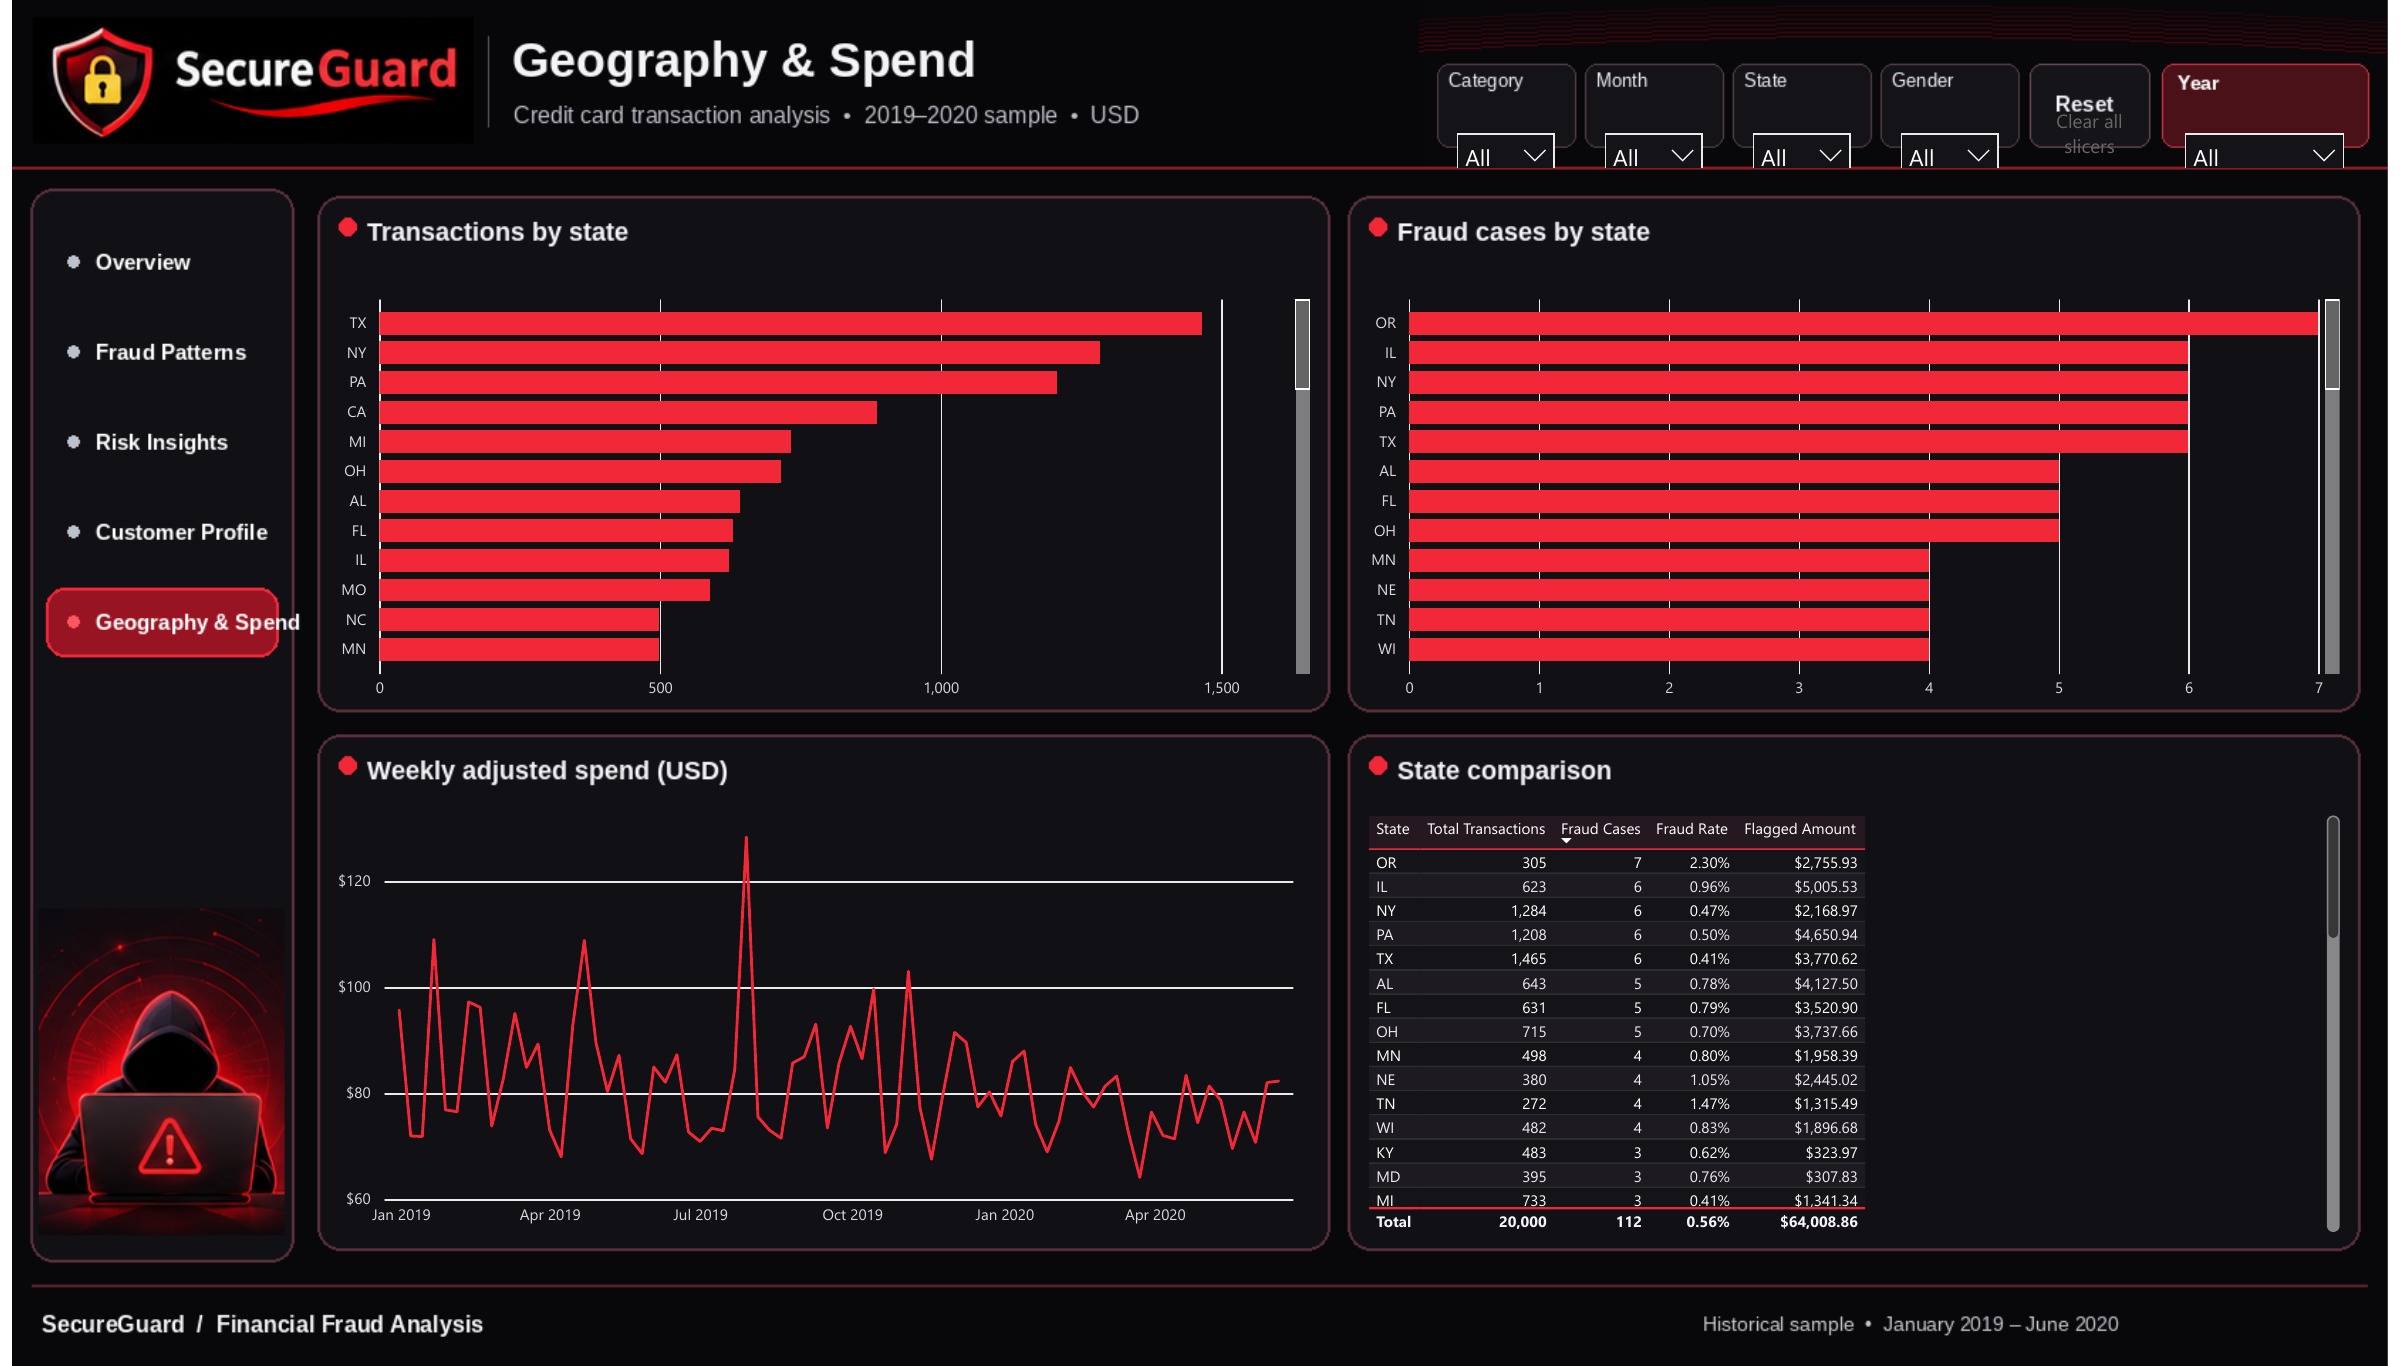 SecureGuard
Geography & Spend
Credit card transaction analysis • 2019–2020 sample • USD
Category
All
Month
All
State
All
Gender
All
Reset
Clear all
slicers
Year
All
Overview
Fraud Patterns
Risk Insights
Customer Profile
Geography & Spend
Transactions by state
TX
NY
PA
CA
MI
OH
AL
FL
IL
MO
NC
MN
0 500 1,000 1,500
Fraud cases by state
OR
IL
NY
PA
TX
AL
FL
OH
MN
NE
TN
WI
0 1 2 3 4 5 6 7
Weekly adjusted spend (USD)
$120
$100
$80
$60
Jan 2019 Apr 2019 Jul 2019 Oct 2019 Jan 2020 Apr 2020
State comparison
State Total Transactions Fraud Cases Fraud Rate Flagged Amount
OR 305 7 2.30% $2,755.93
IL 623 6 0.96% $5,005.53
NY 1,284 6 0.47% $2,168.97
PA 1,208 6 0.50% $4,650.94
TX 1,465 6 0.41% $3,770.62
AL 643 5 0.78% $4,127.50
FL 631 5 0.79% $3,520.90
OH 715 5 0.70% $3,737.66
MN 498 4 0.80% $1,958.39
NE 380 4 1.05% $2,445.02
TN 272 4 1.47% $1,315.49
WI 482 4 0.83% $1,896.68
KY 483 3 0.62% $323.97
MD 395 3 0.76% $307.83
MI 733 3 0.41% $1,341.34
Total 20,000 112 0.56% $64,008.86
SecureGuard / Financial Fraud Analysis
Historical sample • January 2019 – June 2020